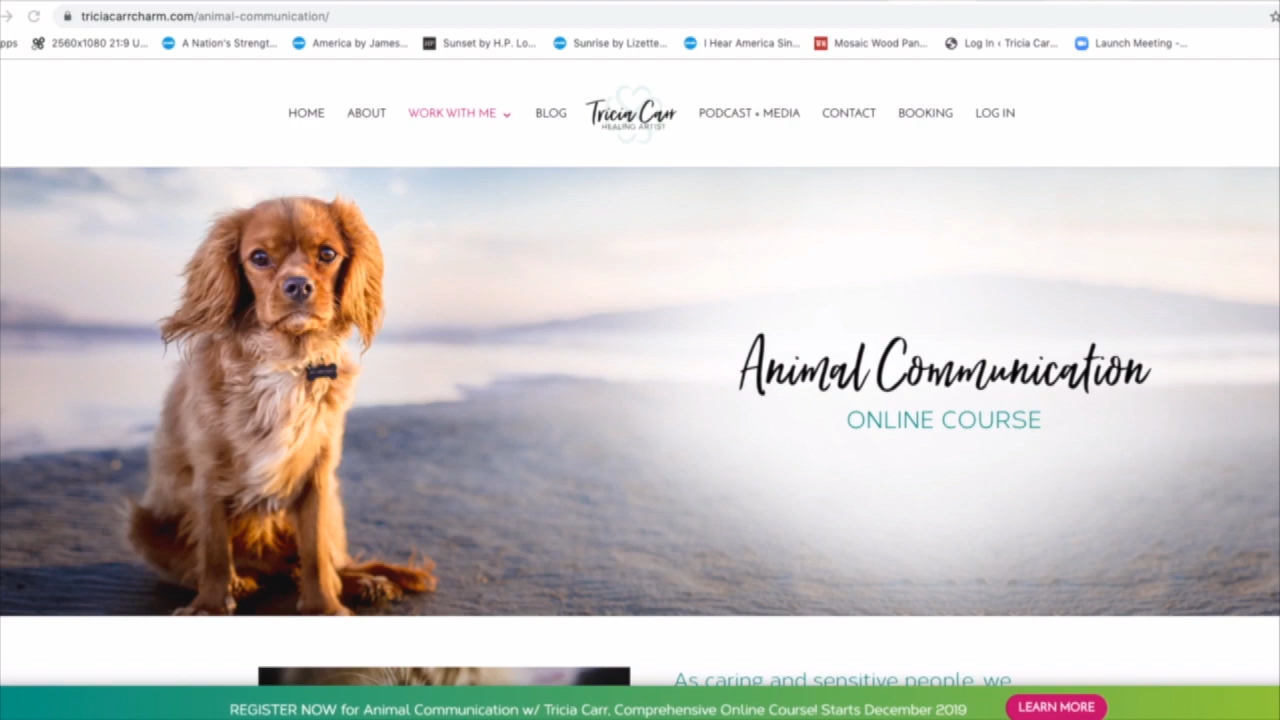 triciacarrcharm.com/animal-communication/
pps 2560x1080 21:9 U... A Nation's Strengt... America by James... Sunset by H.P. Lo... Sunrise by Lizette... I Hear America Sin... Mosaic Wood Pan... Log In ‹ Tricia Car... Launch Meeting -...
HOME ABOUT WORK WITH ME BLOG Tricia Carr PODCAST + MEDIA CONTACT BOOKING LOG IN
HEALING ARTIST
Animal Communication
ONLINE COURSE
As caring and sensitive people, we
REGISTER NOW for Animal Communication w/ Tricia Carr, Comprehensive Online Course! Starts December 2019 LEARN MORE